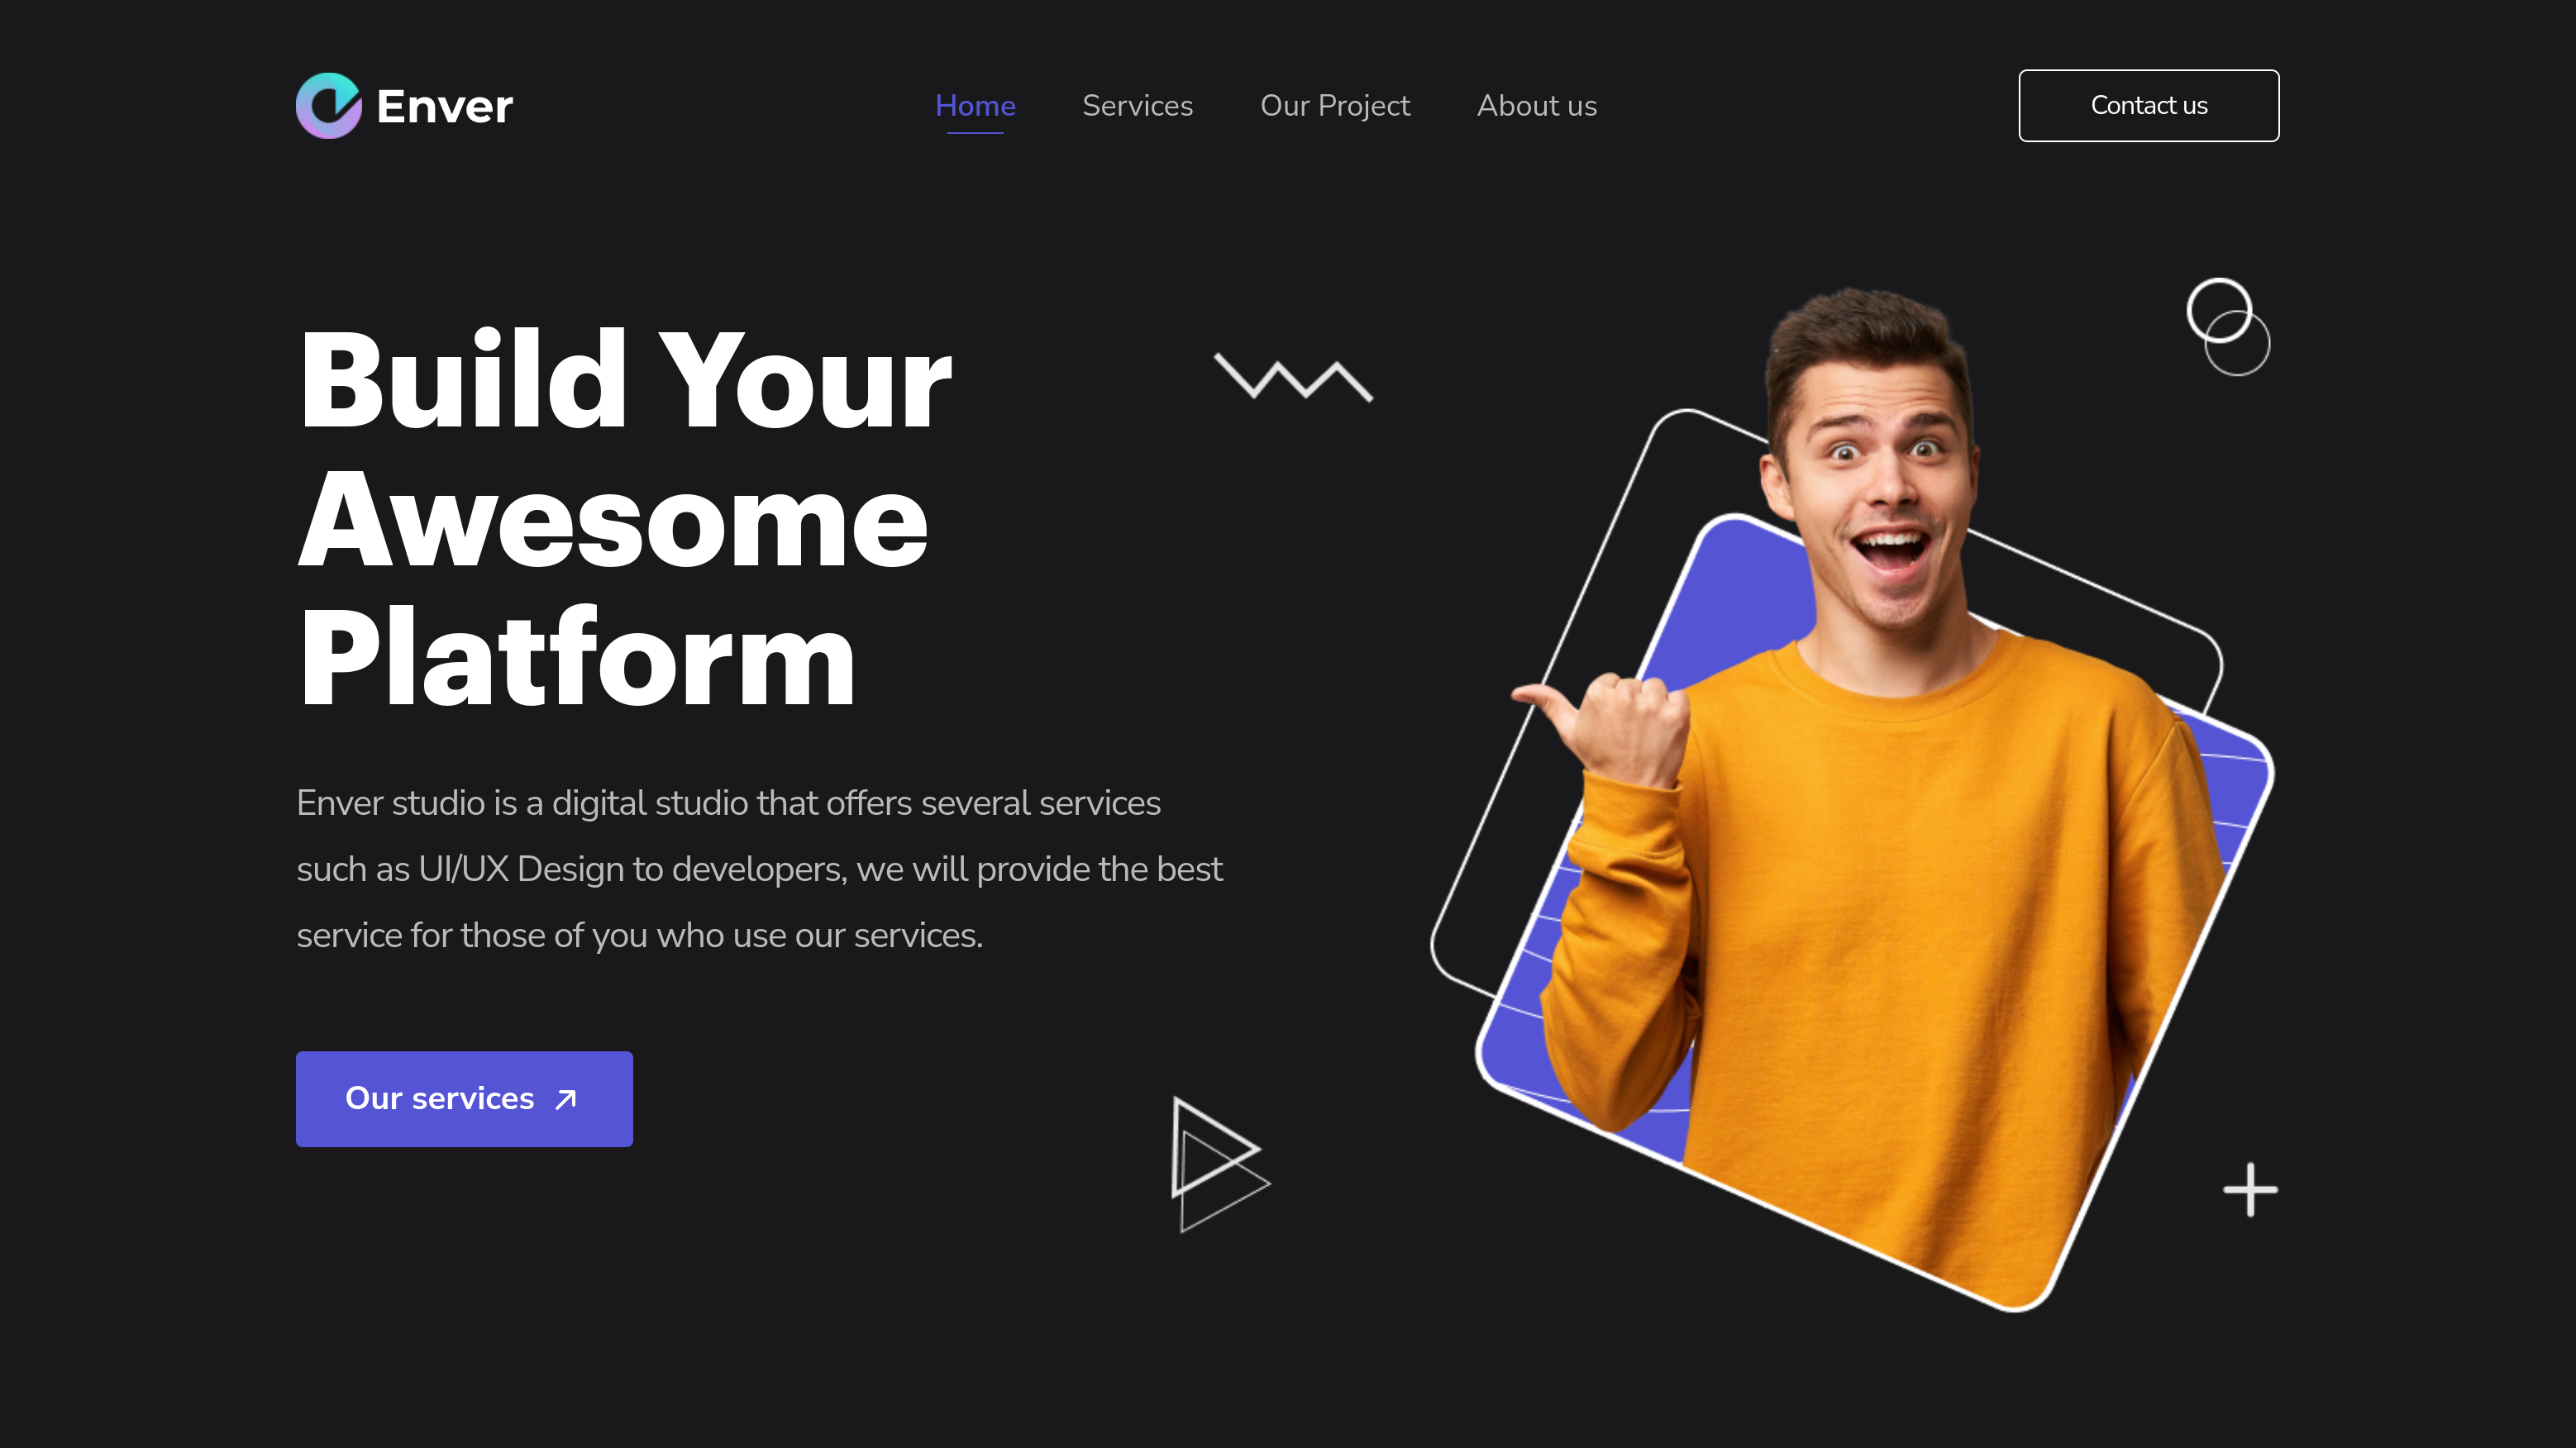 Enver
Home Services Our Project About us
Contact us
Build Your
Awesome
Platform
Enver studio is a digital studio that offers several services
such as UI/UX Design to developers, we will provide the best
service for those of you who use our services.
Our services